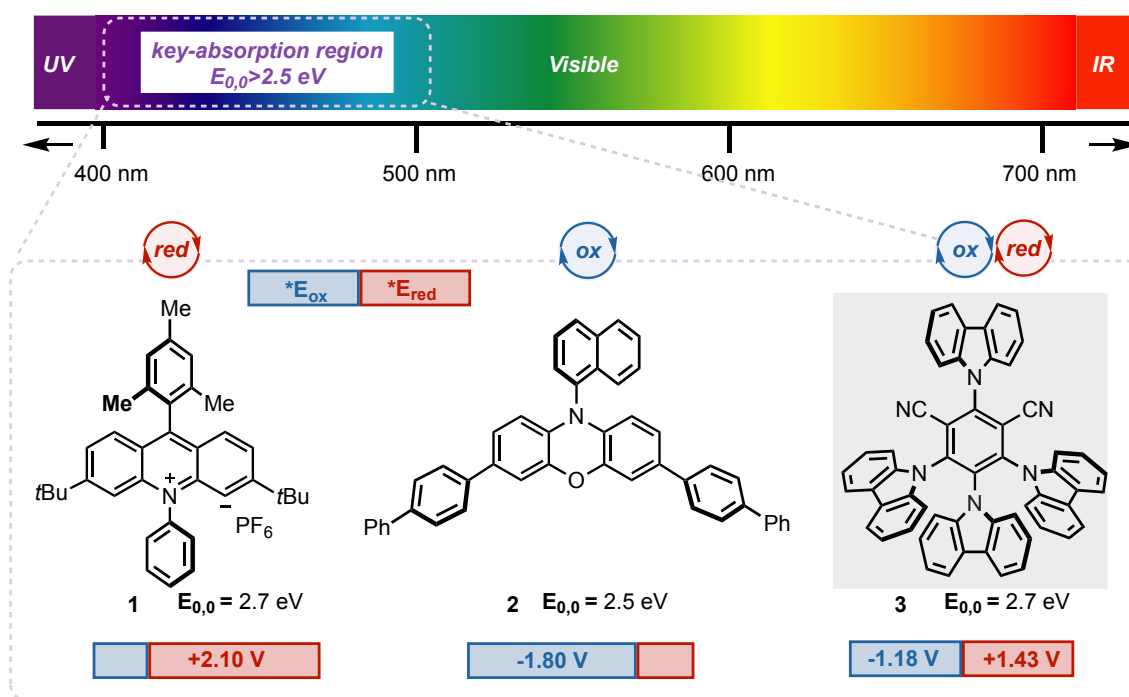 UV
key-absorption region
E0,0>2.5 eV
Visible
IR
400 nm
500 nm
600 nm
700 nm
red
ox
ox
red
*Eox
*Ered
Me
Me
Me
tBu
N
+
tBu
−
PF6
N
O
Ph
Ph
N
NC
CN
N
N
N
1 E0,0 = 2.7 eV
2 E0,0 = 2.5 eV
3 E0,0 = 2.7 eV
+2.10 V
-1.80 V
-1.18 V
+1.43 V